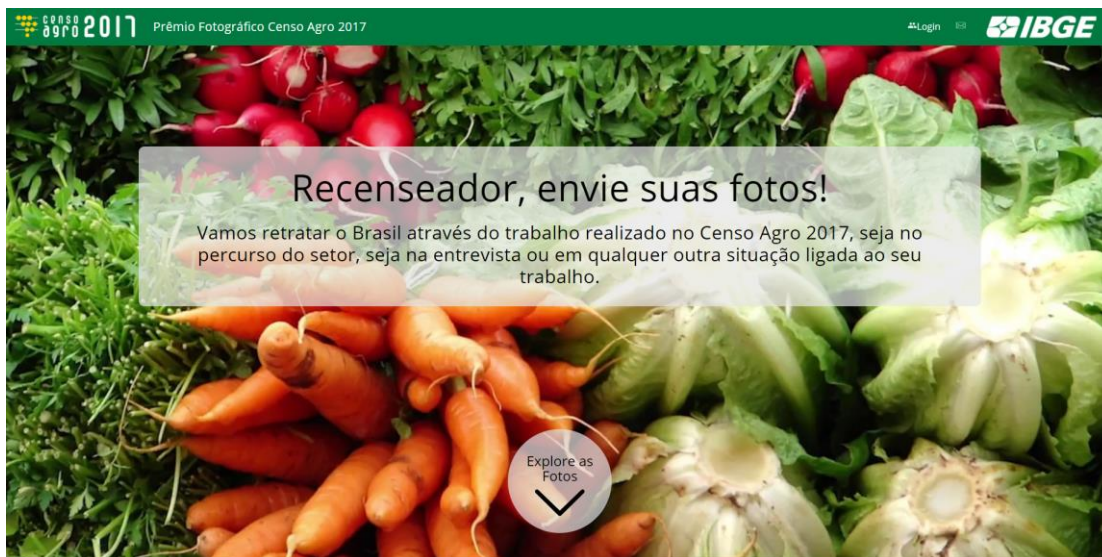 censo agro 2017
Prêmio Fotográfico Censo Agro 2017
Login
IBGE
Recenseador, envie suas fotos!
Vamos retratar o Brasil através do trabalho realizado no Censo Agro 2017, seja no
percurso do setor, seja na entrevista ou em qualquer outra situação ligada ao seu
trabalho.
Explore as
Fotos